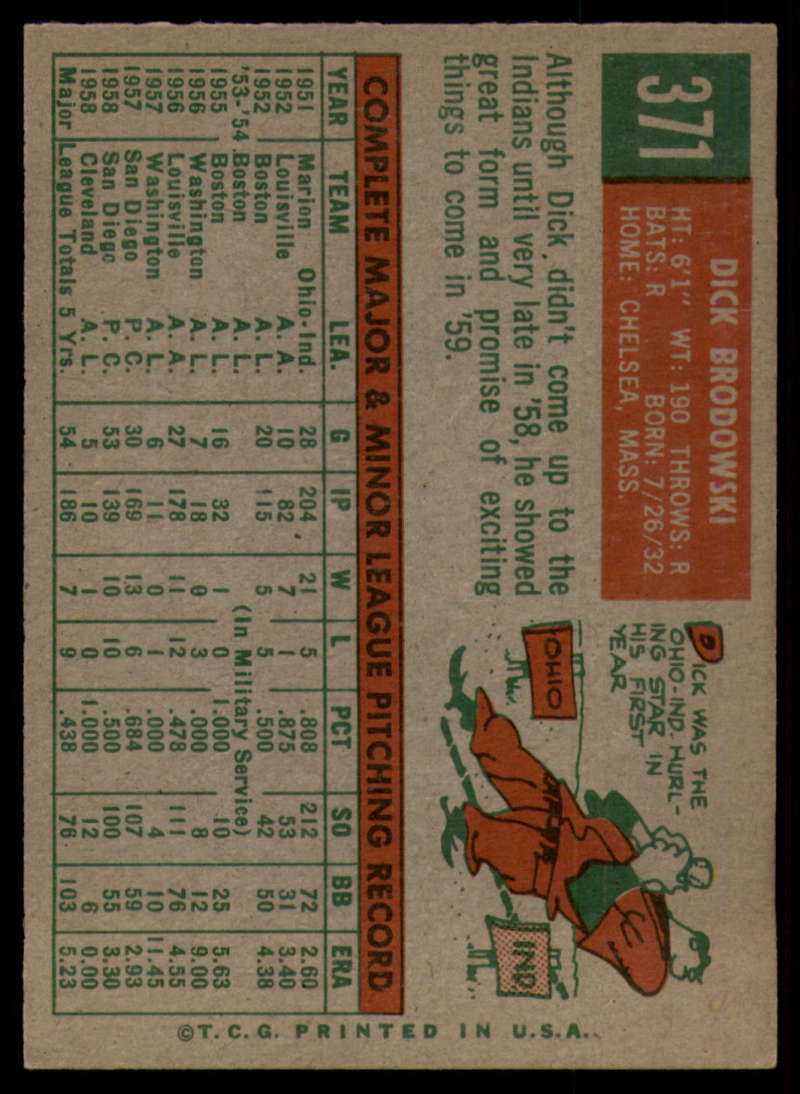 371
DICK BRODOWSKI
HT: 6'1" WT: 190 THROWS: R
BATS: R BORN: 7/26/32
HOME: CHELSEA, MASS.
Although Dick didn't come up to the
Indians until very late in '58, he showed
great form and promise of exciting
things to come in '59.
DICK WAS THE
OHIO-IND. HURL-
ING STAR IN
HIS FIRST
YEAR
OHIO
IND.
COMPLETE MAJOR & MINOR LEAGUE PITCHING RECORD
YEAR TEAM LEA. G IP W L PCT SO BB ERA
1951 Marion Ohio-Ind. 28 204 21 5 .808 212 72 2.60
1952 Louisville A. A. 10 82 7 1 .875 53 31 3.40
1952 Boston A. L. 20 115 5 5 .500 42 50 4.38
'53-'54 Boston A. L. (In Military Service)
1955 Boston A. L. 16 32 1 0 1.000 10 25 5.63
1956 Washington A. L. 7 18 0 3 .000 8 12 9.00
1956 Louisville A. A. 27 178 11 12 .478 111 76 4.55
1957 Washington A. L. 6 11 0 1 .000 4 10 11.45
1957 San Diego P. C. 30 169 13 6 .684 107 59 2.93
1958 San Diego P. C. 53 139 10 10 .500 100 55 3.30
1958 Cleveland A. L. 5 10 1 0 1.000 12 6 0.00
Major League Totals 5 Yrs. 54 186 7 9 .438 76 103 5.23
©T.C.G. PRINTED IN U.S.A.